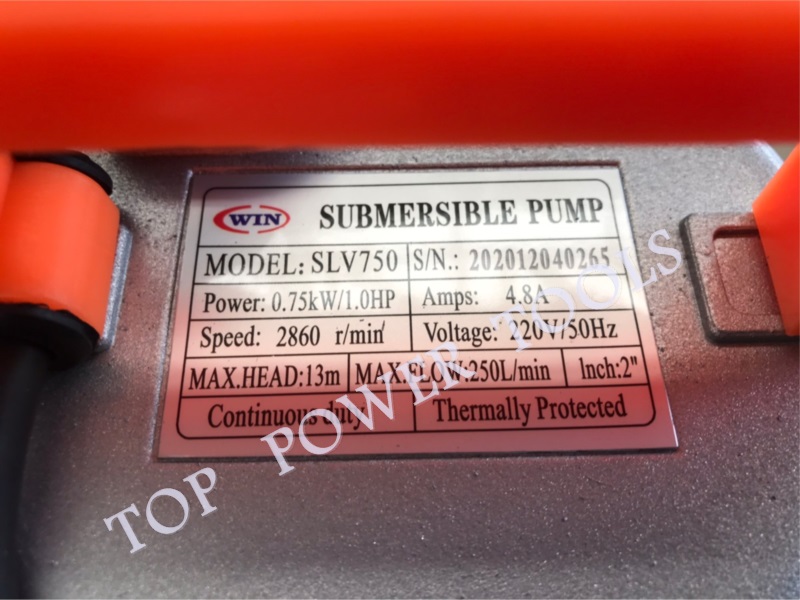 WIN SUBMERSIBLE PUMP
MODEL: SLV750 S/N.: 202012040265
Power: 0.75kW/1.0HP Amps: 4.8A
Speed: 2860 r/min Voltage: 220V/50Hz
MAX.HEAD:13m MAX.FLOW:250L/min lnch:2"
Continuous duty Thermally Protected
TOP POWER TOOLS